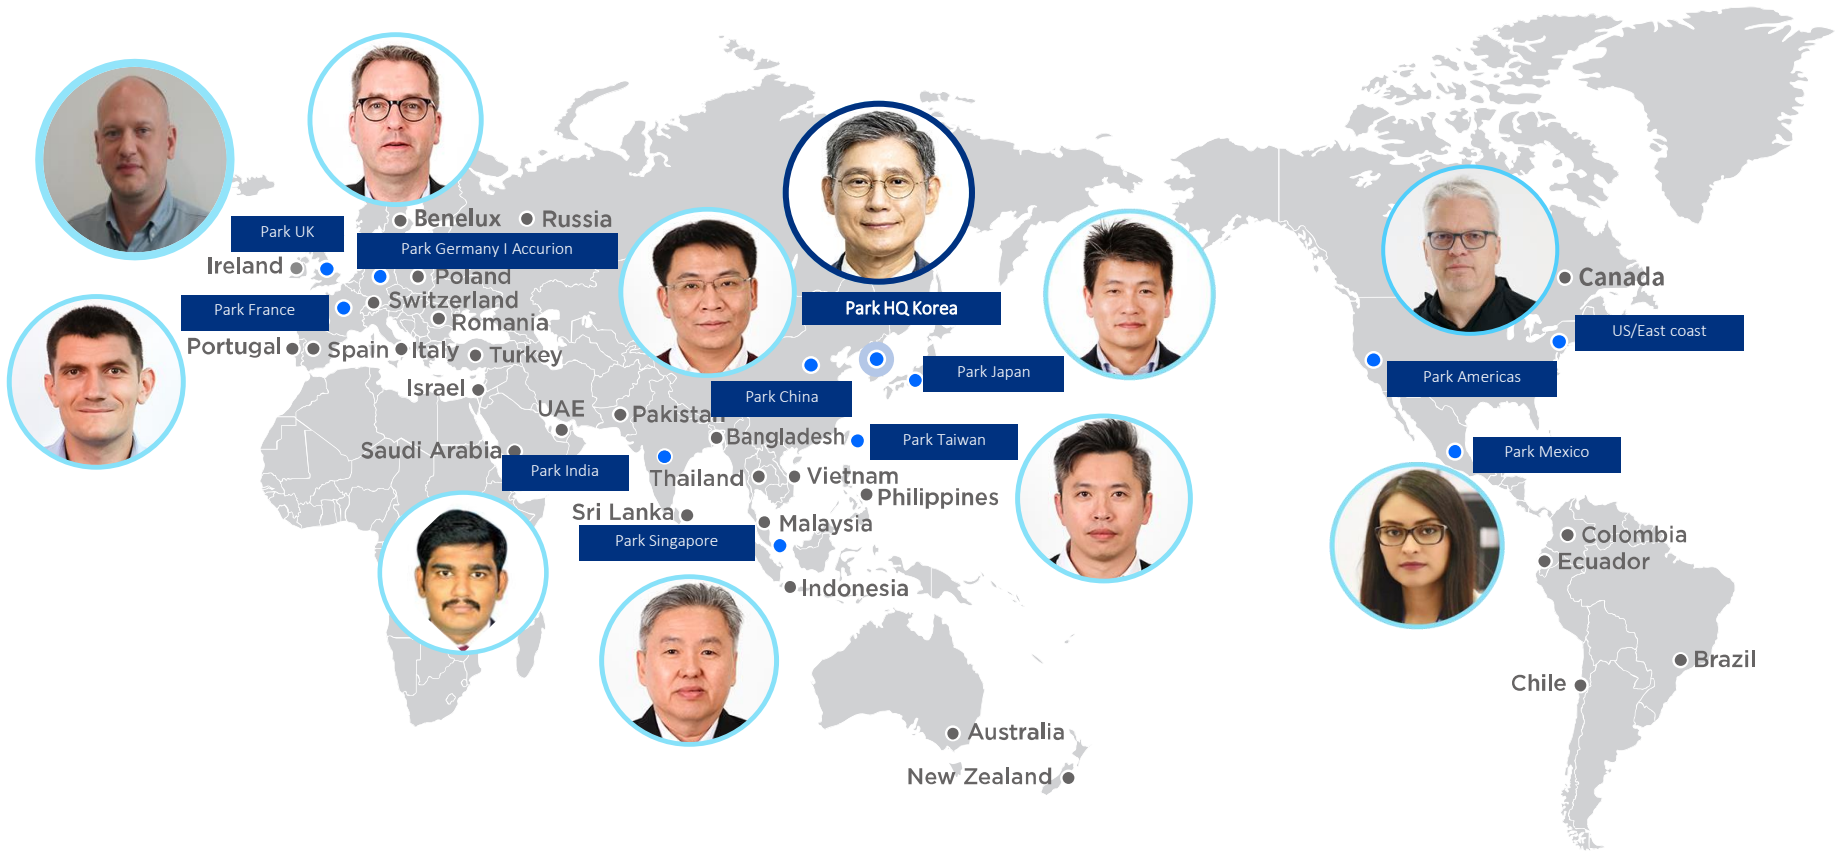 Benelux
Russia
Park UK
Park Germany I Accurion
Ireland
Poland
Canada
Switzerland
Park France
Park HQ Korea
Romania
US/East coast
Portugal
Spain
Italy
Turkey
Park Japan
Park Americas
Israel
Park China
UAE
Pakistan
Bangladesh
Park Taiwan
Saudi Arabia
Park Mexico
Park India
Thailand
Vietnam
Philippines
Sri Lanka
Malaysia
Park Singapore
Colombia
Ecuador
Indonesia
Brazil
Chile
Australia
New Zealand